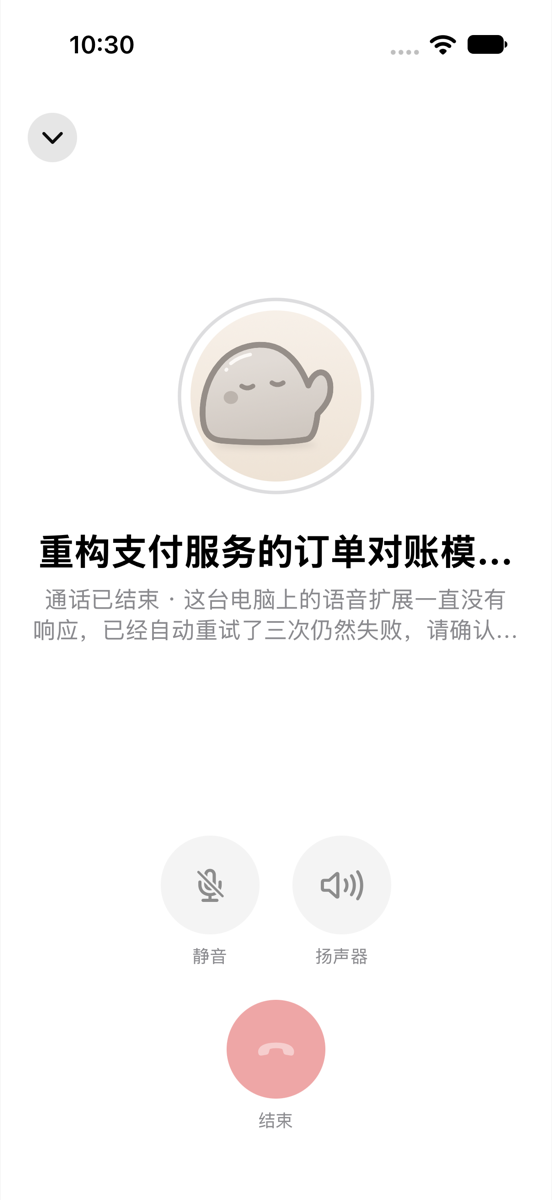 10:30
重构支付服务的订单对账模...
通话已结束 · 这台电脑上的语音扩展一直没有
响应，已经自动重试了三次仍然失败，请确认...
静音
扬声器
结束